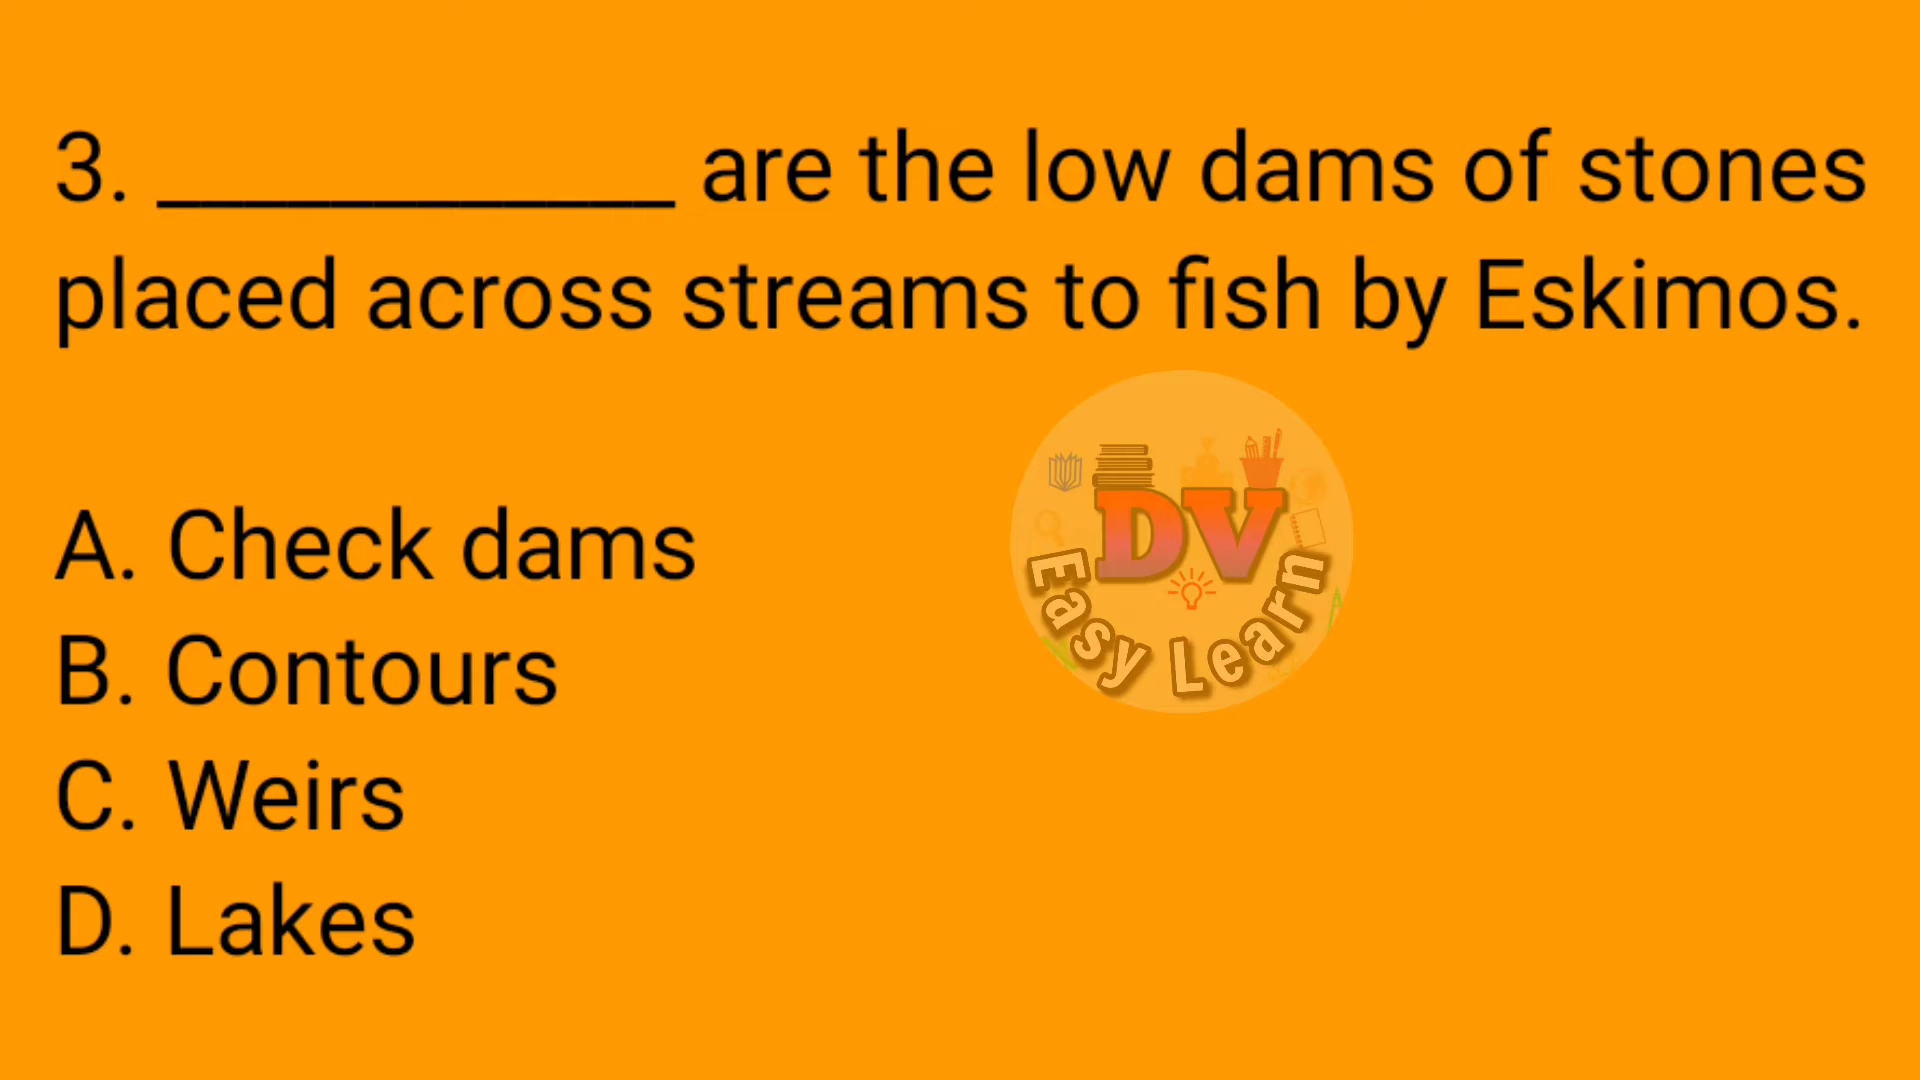 3. ____________ are the low dams of stones
placed across streams to fish by Eskimos.
A. Check dams
B. Contours
C. Weirs
D. Lakes
DV
Easy Learn